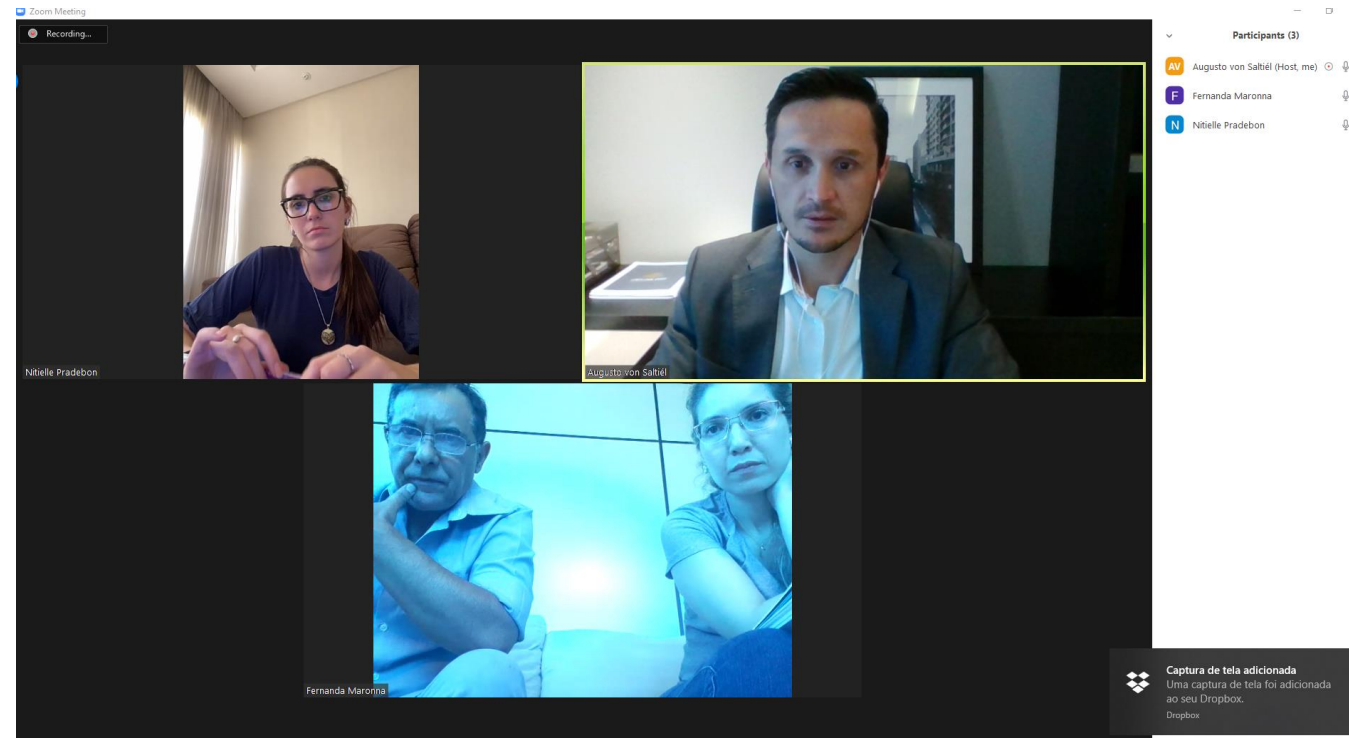 Zoom Meeting
Recording...
Participants (3)
AV Augusto von Saltiél (Host, me)
F Fernanda Maronna
N Nitielle Pradebon
Nitielle Pradebon
Augusto von Saltiél
Fernanda Maronna
Captura de tela adicionada
Uma captura de tela foi adicionada
ao seu Dropbox.
Dropbox